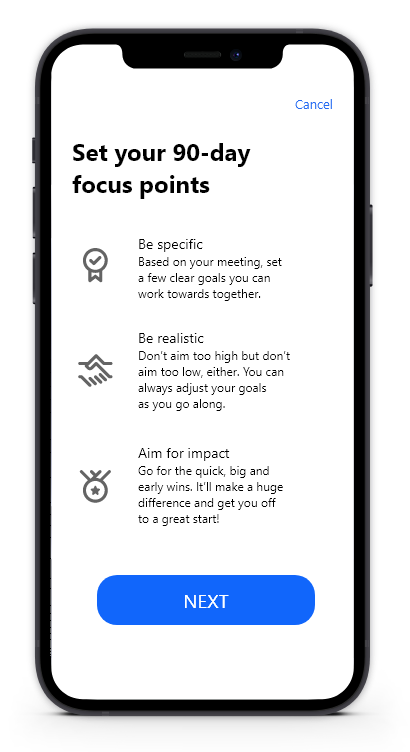 Cancel
Set your 90-day
focus points
Be specific
Based on your meeting, set
a few clear goals you can
work towards together.
Be realistic
Don't aim too high but don't
aim too low, either. You can
always adjust your goals
as you go along.
Aim for impact
Go for the quick, big and
early wins. It'll make a huge
difference and get you off
to a great start!
NEXT